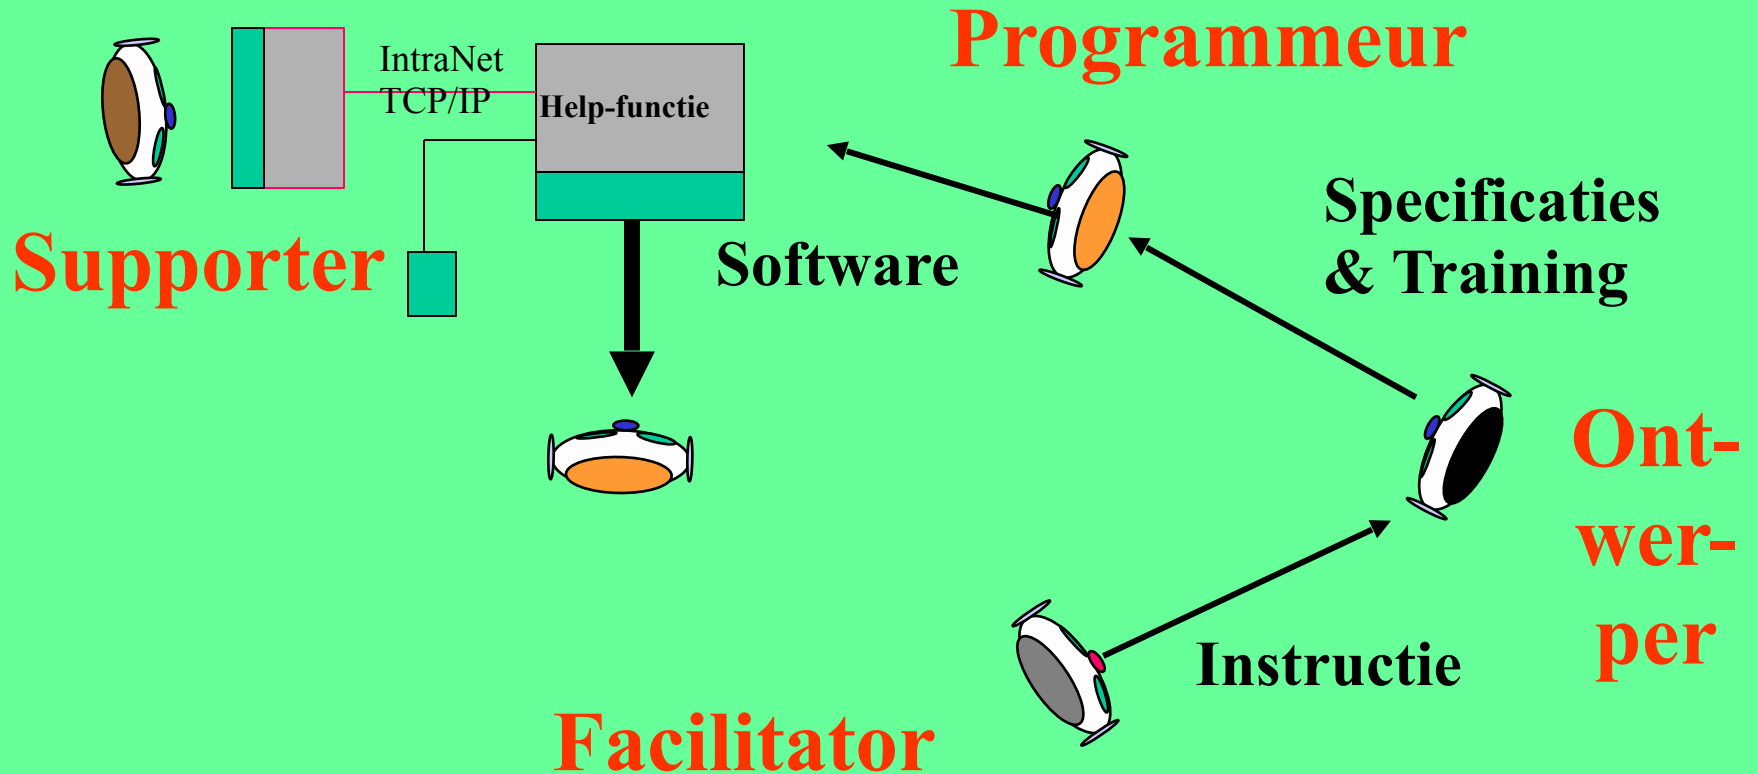 Programmeur
IntraNet
TCP/IP
Help-functie
Specificaties
& Training
Supporter
Software
Ont-
wer-
per
Instructie
Facilitator